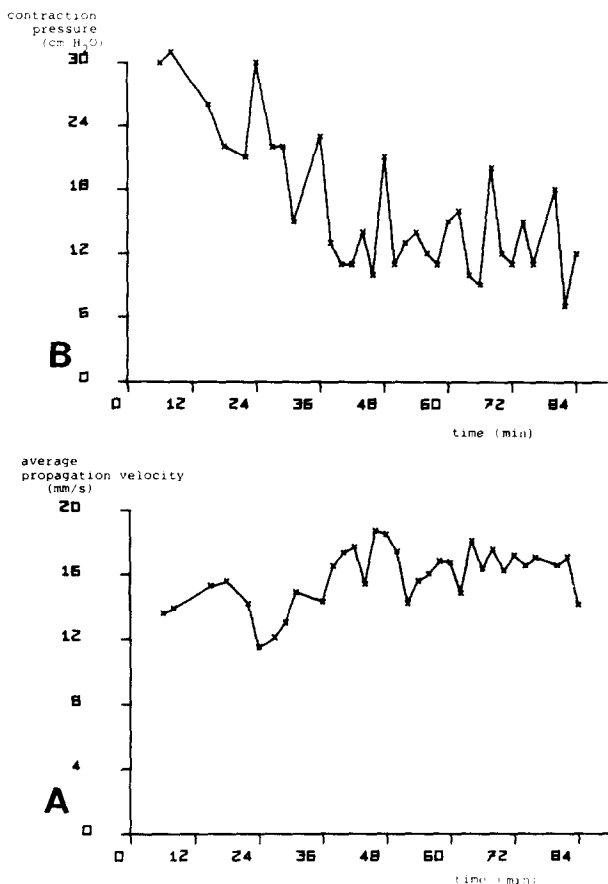 contraction
pressure
(cm H₂O)
30
24
18
12
6
0
B
0 12 24 36 48 60 72 84
time (min)
average
propagation velocity
(mm/s)
20
16
12
8
4
0
A
0 12 24 36 48 60 72 84
time (min)